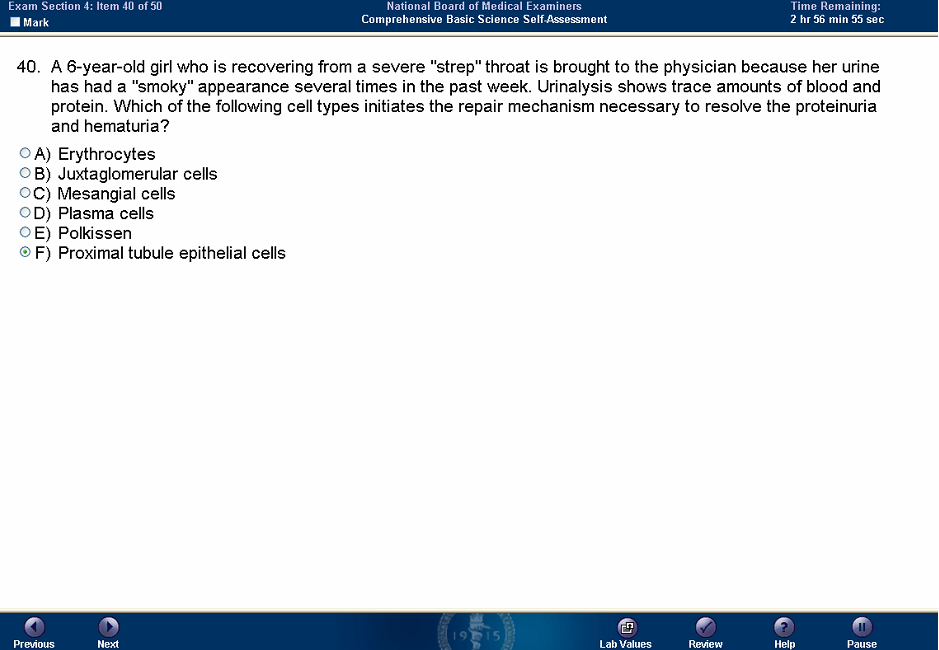 Exam Section 4: Item 40 of 50
National Board of Medical Examiners
Time Remaining:
Mark
Comprehensive Basic Science Self-Assessment
2 hr 56 min 55 sec
40. A 6-year-old girl who is recovering from a severe "strep" throat is brought to the physician because her urine
has had a "smoky" appearance several times in the past week. Urinalysis shows trace amounts of blood and
protein. Which of the following cell types initiates the repair mechanism necessary to resolve the proteinuria
and hematuria?
A) Erythrocytes
B) Juxtaglomerular cells
C) Mesangial cells
D) Plasma cells
E) Polkissen
F) Proximal tubule epithelial cells
19 15
Previous
Next
Lab Values
Review
Help
Pause